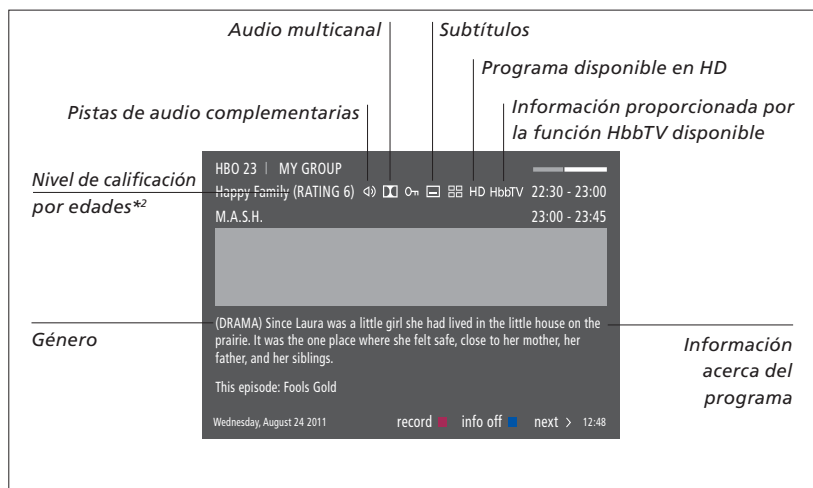 Audio multicanal
Subtítulos
Programa disponible en HD
Pistas de audio complementarias
Información proporcionada por
la función HbbTV disponible
Nivel de calificación
por edades*2
HBO 23 | MY GROUP
Happy Family (RATING 6) HD HbbTV 22:30 - 23:00
M.A.S.H. 23:00 - 23:45
Género
(DRAMA) Since Laura was a little girl she had lived in the little house on the
prairie. It was the one place where she felt safe, close to her mother, her
father, and her siblings.
This episode: Fools Gold
Información
acerca del
programa
Wednesday, August 24 2011 record info off next > 12:48